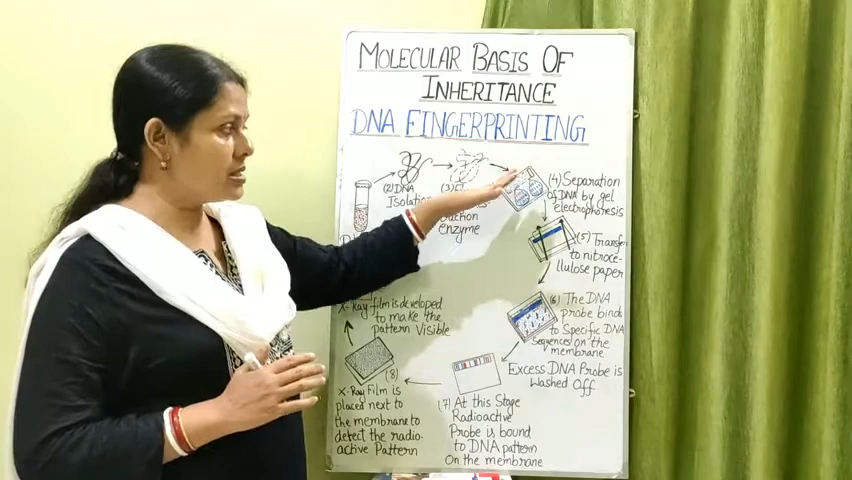 MOLECULAR BASIS OF
INHERITANCE
DNA FINGERPRINTING
(2) DNA
Isolation
(3)
enzyme
(4) Separation
of DNA by gel
electrophoresis
(5) Transfer
to nitroce-
llulose paper
(6) The DNA
probe binds
to Specific DNA
Sequences on the
membrane
Excess DNA Probe is
Washed Off
(7) At this Stage
Radioactive
Probe is bound
to DNA pattern
On the membrane
(8)
X-Ray Film is
placed next to
the membrane to
detect the radio-
active Pattern
X-Ray film is developed
to make the
pattern Visible